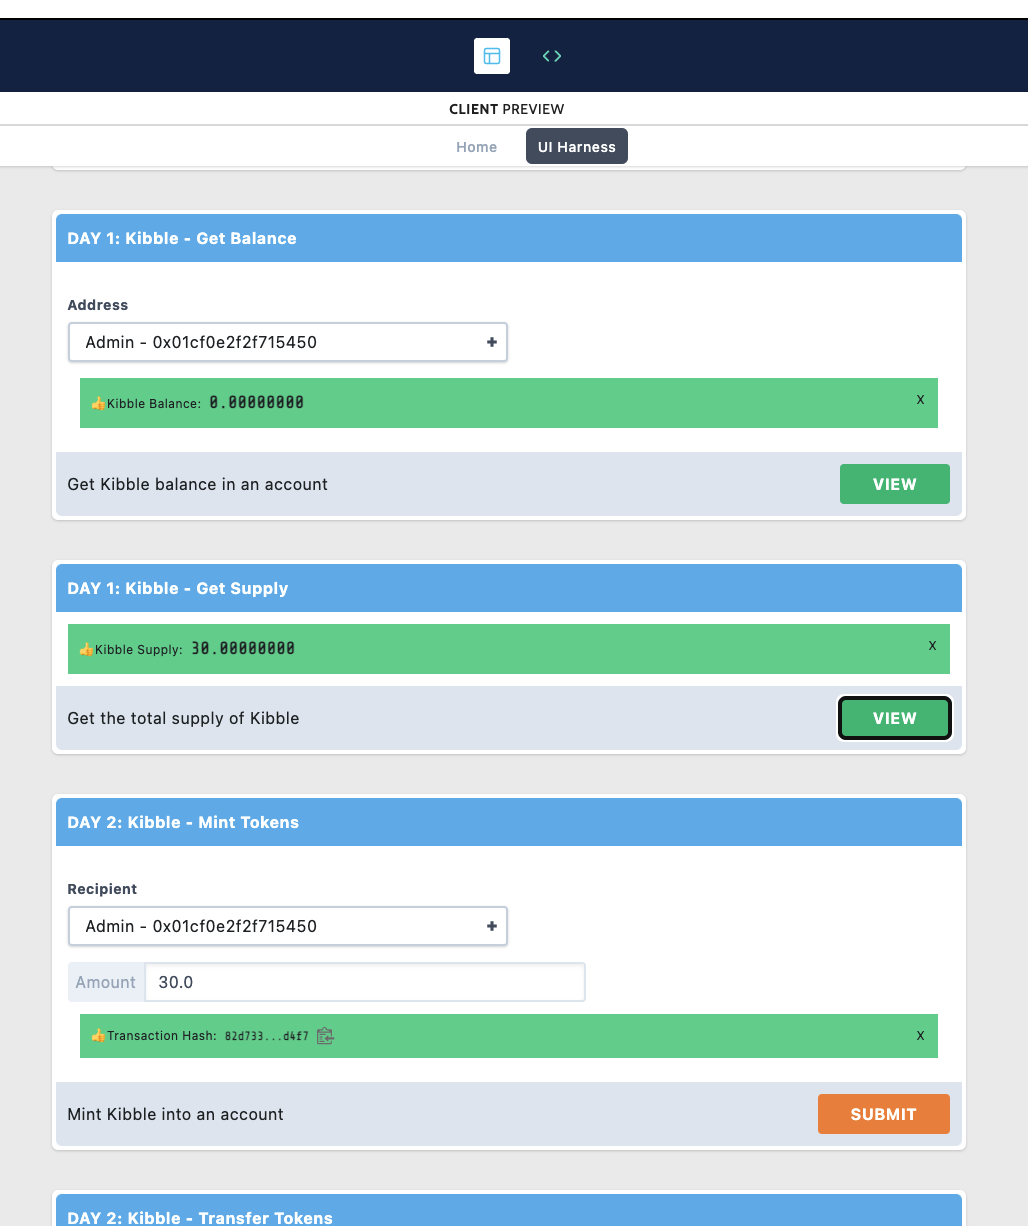 CLIENT PREVIEW
Home UI Harness
DAY 1: Kibble - Get Balance
Address
Admin - 0x01cf0e2f2f715450
👍Kibble Balance: 0.00000000 X
Get Kibble balance in an account VIEW
DAY 1: Kibble - Get Supply
👍Kibble Supply: 30.00000000 X
Get the total supply of Kibble VIEW
DAY 2: Kibble - Mint Tokens
Recipient
Admin - 0x01cf0e2f2f715450
Amount 30.0
👍Transaction Hash: 82d733...d4f7 X
Mint Kibble into an account SUBMIT
DAY 2: Kibble - Transfer Tokens